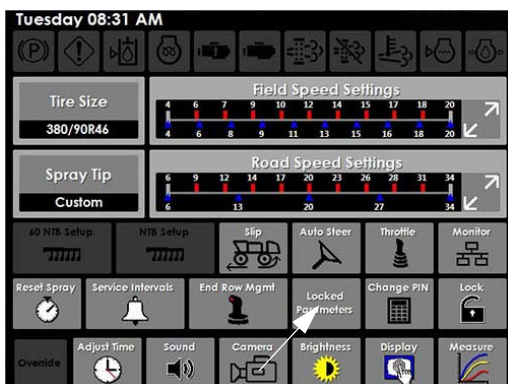 Tuesday 08:31 AM
Tire Size
380/90R46
Field Speed Settings
4 6 7 9 10 12 14 15 17 18 20
4 6 8 9 11 13 15 16 18 20
Spray Tip
Custom
Road Speed Settings
6 9 12 14 17 20 23 26 28 31 34
6 13 20 27 34
60 NTB Setup
NTB Setup
Slip
Auto Steer
Throttle
Monitor
Reset Spray
Service Intervals
End Row Mgmt
Locked
Parameters
Change PIN
Lock
Override
Adjust Time
Sound
Camera
Brightness
Display
Measure